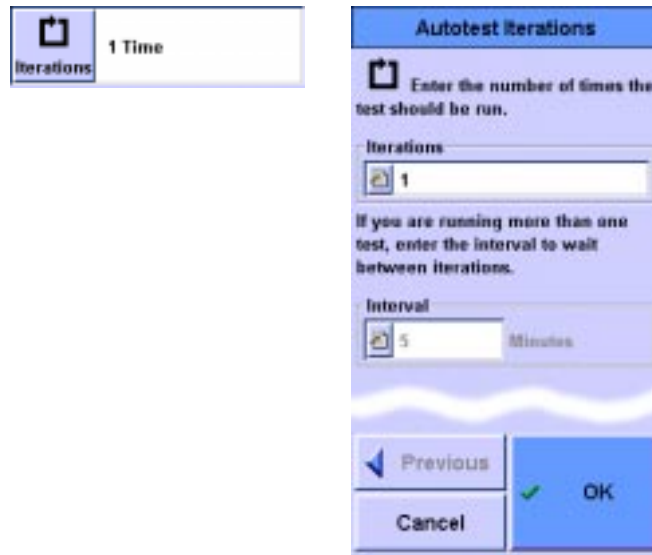 Iterations
1 Time
Autotest Iterations
Enter the number of times the
test should be run.
Iterations
1
If you are running more than one
test, enter the interval to wait
between iterations.
Interval
5 Minutes
Previous
OK
Cancel